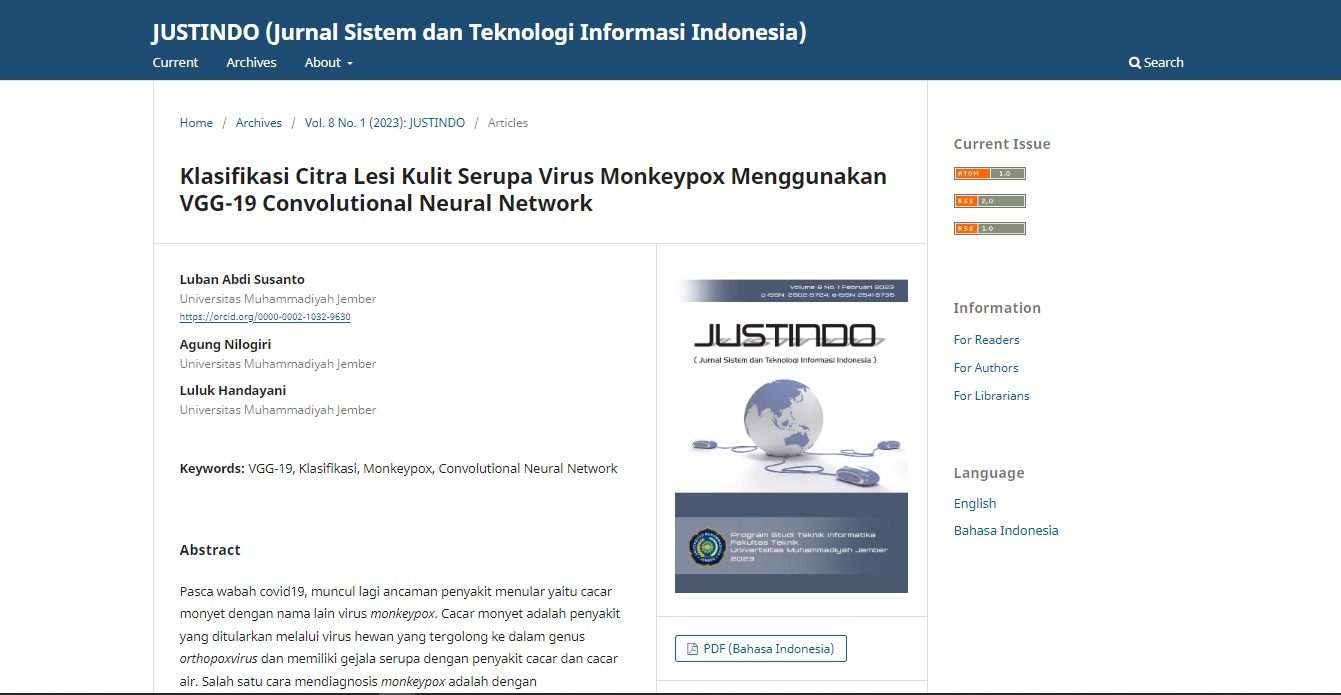 JUSTINDO (Jurnal Sistem dan Teknologi Informasi Indonesia)
Current Archives About Search
Home / Archives / Vol. 8 No. 1 (2023): JUSTINDO / Articles
Klasifikasi Citra Lesi Kulit Serupa Virus Monkeypox Menggunakan
VGG-19 Convolutional Neural Network
Luban Abdi Susanto
Universitas Muhammadiyah Jember
https://orcid.org/0000-0002-1032-9630
Agung Nilogiri
Universitas Muhammadiyah Jember
Luluk Handayani
Universitas Muhammadiyah Jember
Keywords: VGG-19, Klasifikasi, Monkeypox, Convolutional Neural Network
Abstract
Pasca wabah covid19, muncul lagi ancaman penyakit menular yaitu cacar
monyet dengan nama lain virus monkeypox. Cacar monyet adalah penyakit
yang ditularkan melalui virus hewan yang tergolong ke dalam genus
orthopoxvirus dan memiliki gejala serupa dengan penyakit cacar dan cacar
air. Salah satu cara mendiagnosis monkeypox adalah dengan
Volume 8 No. 1 Februari 2023
p-ISSN: 2502-5724, e-ISSN 2541-5735
JUSTINDO
( Jurnal Sistem dan Teknologi Informasi Indonesia )
Program Studi Teknik Informatika
Fakultas Teknik
Universitas Muhammadiyah Jember
2023
PDF (Bahasa Indonesia)
Current Issue
ATOM 1.0
RSS 2.0
RSS 1.0
Information
For Readers
For Authors
For Librarians
Language
English
Bahasa Indonesia